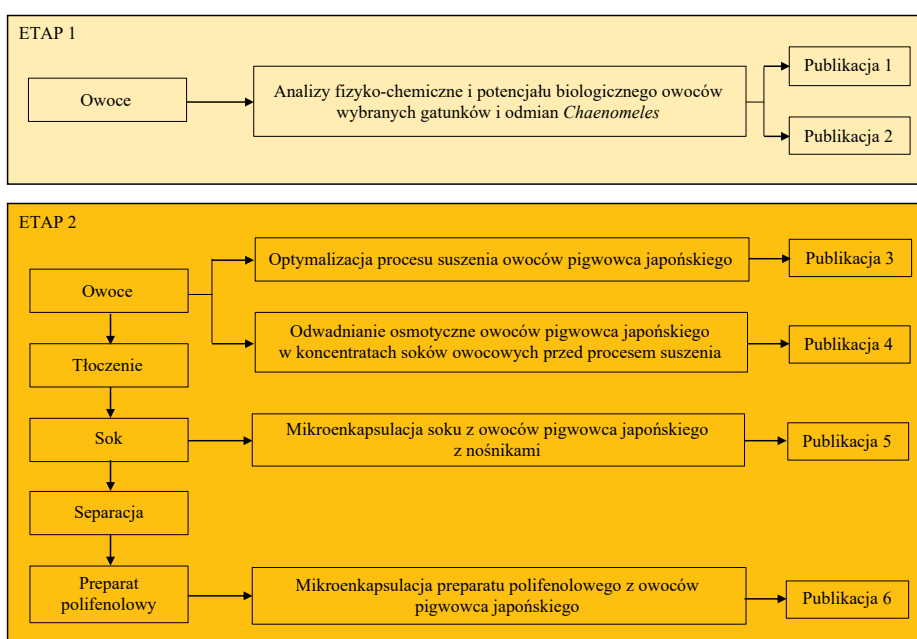 ETAP 1
Owoce
Analizy fizyko-chemiczne i potencjału biologicznego owoców
wybranych gatunków i odmian Chaenomeles
Publikacja 1
Publikacja 2
ETAP 2
Owoce
Optymalizacja procesu suszenia owoców pigwowca japońskiego
Publikacja 3
Odwadnianie osmotyczne owoców pigwowca japońskiego
w koncentratach soków owocowych przed procesem suszenia
Publikacja 4
Tłoczenie
Sok
Mikroenkapsulacja soku z owoców pigwowca japońskiego
z nośnikami
Publikacja 5
Separacja
Preparat
polifenolowy
Mikroenkapsulacja preparatu polifenolowego z owoców
pigwowca japońskiego
Publikacja 6